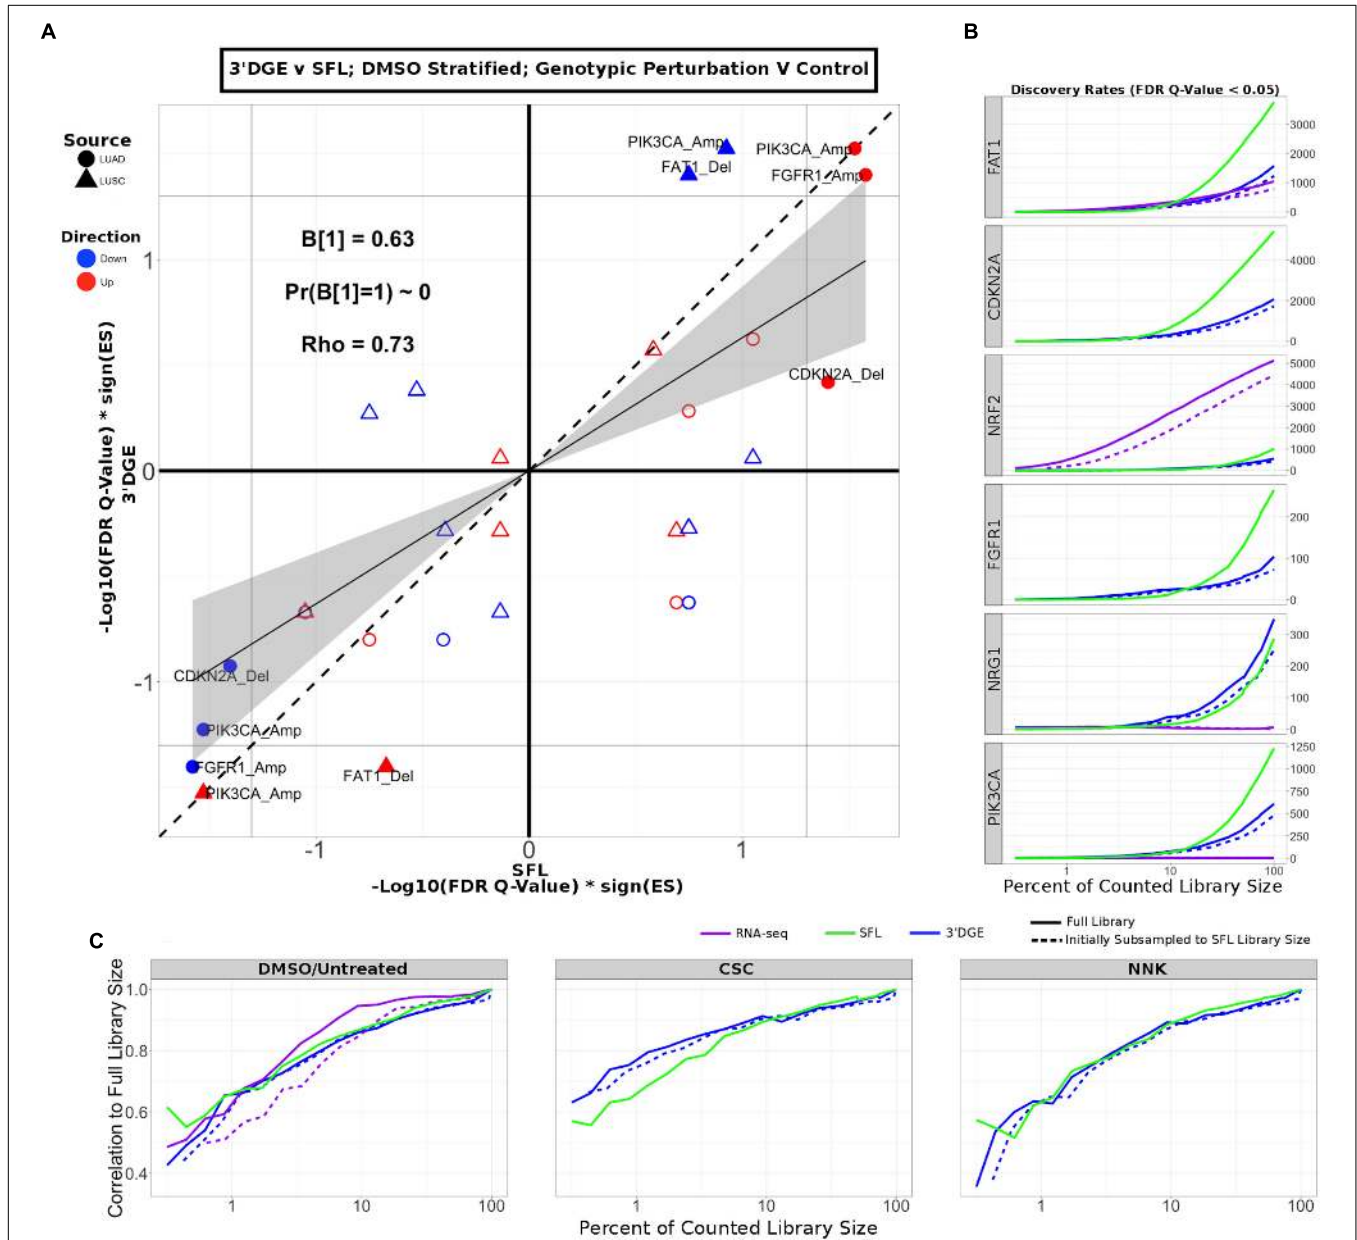 A
B
3'DGE v SFL; DMSO Stratified; Genotypic Perturbation V Control
Source
LUAD
LUSC
Direction
Down
Up
-Log10(FDR Q-Value) * sign(ES)
3'DGE
1
0
-1
B[1] = 0.63
Pr(B[1]=1) ~ 0
Rho = 0.73
PIK3CA_Amp
FAT1_Del
PIK3CA_Amp
FGFR1_Amp
CDKN2A_Del
CDKN2A_Del
PIK3CA_Amp
FGFR1_Amp
PIK3CA_Amp
FAT1_Del
-1
0
1
SFL
-Log10(FDR Q-Value) * sign(ES)
Discovery Rates (FDR Q-Value < 0.05)
FAT1
3000
2000
1000
0
CDKN2A
4000
2000
0
NRF2
5000
4000
3000
2000
1000
0
FGFR1
200
100
0
NRG1
300
200
100
0
PIK3CA
1250
1000
750
500
250
0
1
10
100
Percent of Counted Library Size
RNA-seq
SFL
3'DGE
Full Library
Initially Subsampled to SFL Library Size
C
DMSO/Untreated
CSC
NNK
Correlation to Full Library Size
1.0
0.8
0.6
0.4
1
10
100
1
10
100
1
10
100
Percent of Counted Library Size